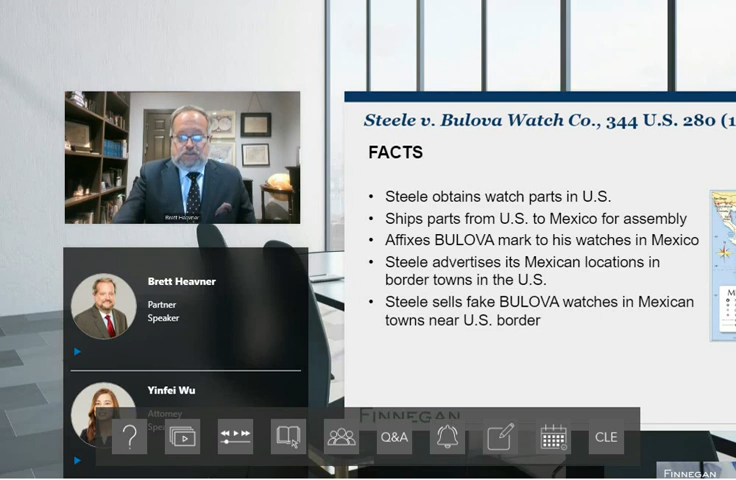 Steele v. Bulova Watch Co., 344 U.S. 280 (1
FACTS
• Steele obtains watch parts in U.S.
• Ships parts from U.S. to Mexico for assembly
• Affixes BULOVA mark to his watches in Mexico
• Steele advertises its Mexican locations in
border towns in the U.S.
• Steele sells fake BULOVA watches in Mexican
towns near U.S. border
Brett Heavner
Brett Heavner
Partner
Speaker
Yinfei Wu
Attorney
FINNEGAN
?
Q&A
CLE
FINNEGAN